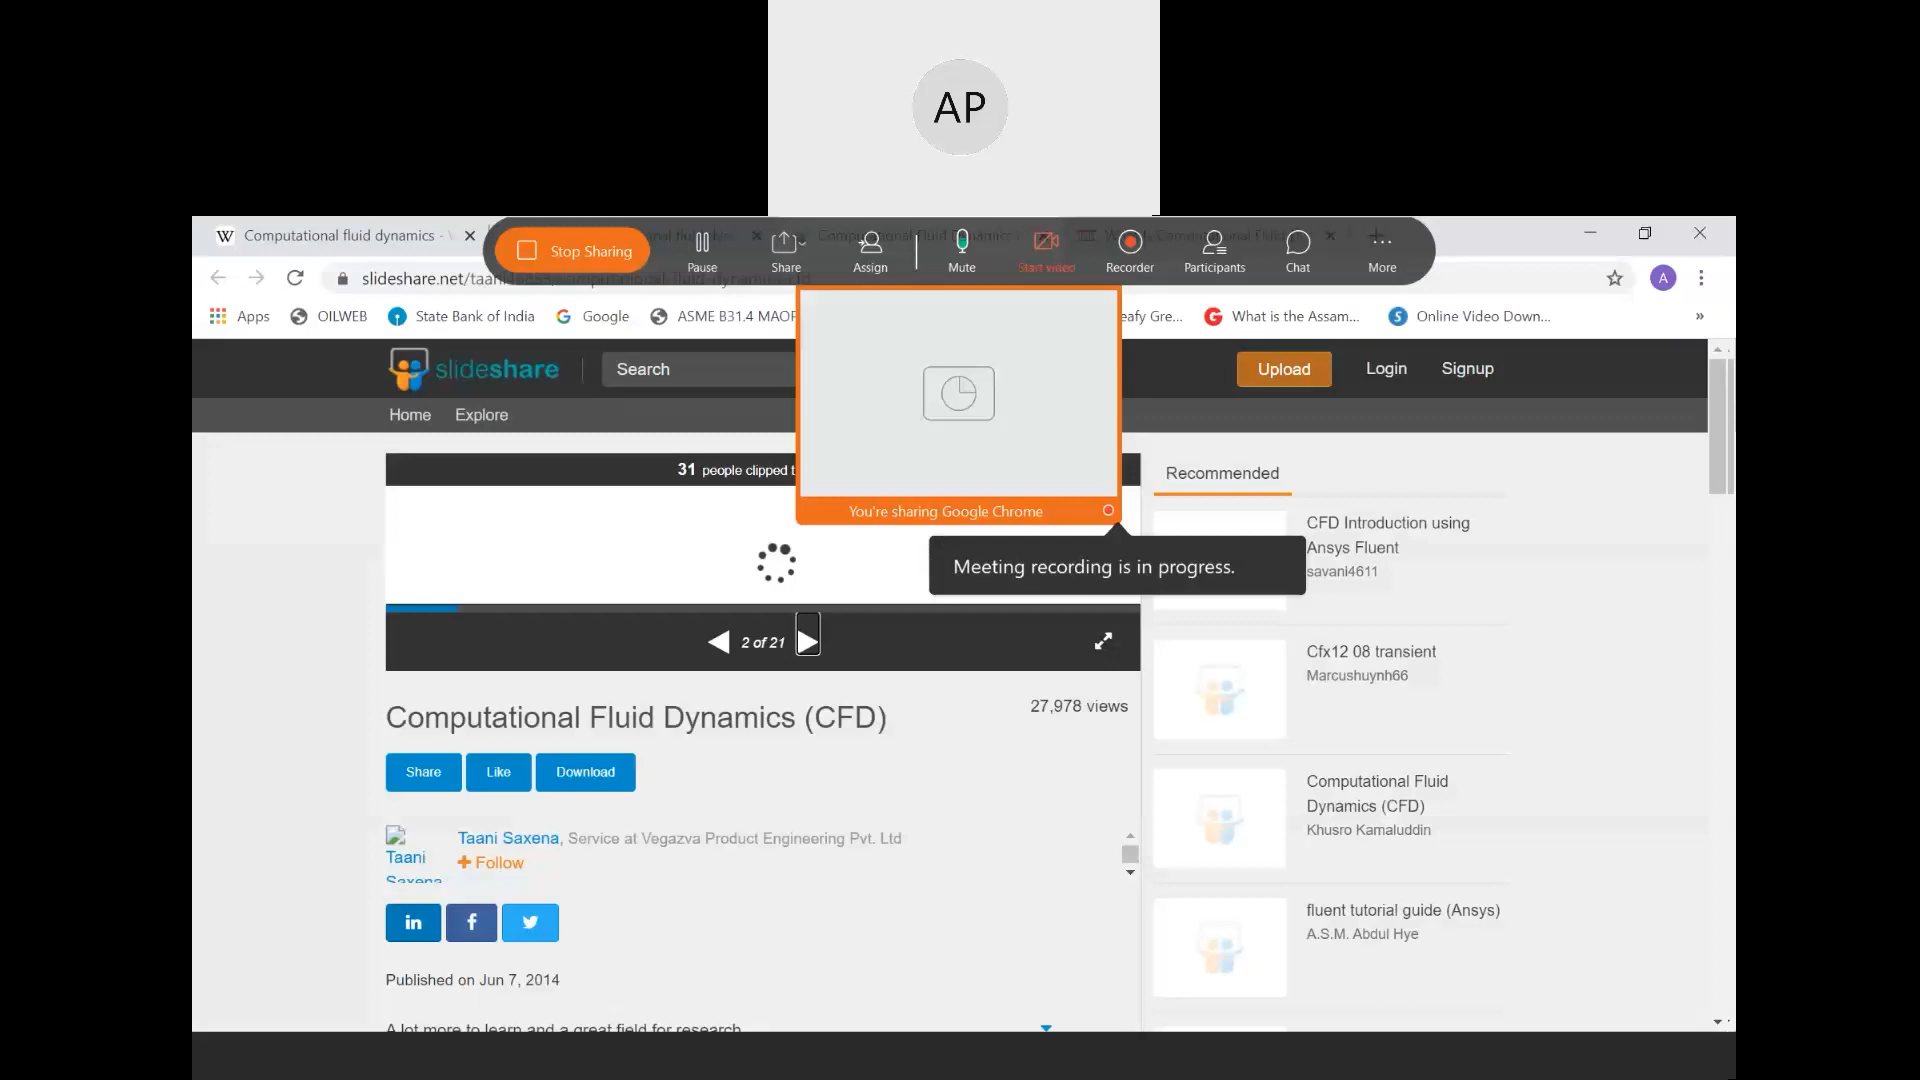 AP
Computational fluid dynamics -
Stop Sharing
Pause
Share
Assign
Mute
Start video
Recorder
Participants
Chat
More
slideshare.net/taani
A
Apps
OILWEB
State Bank of India
Google
ASME B31.4 MAOP
eafy Gre...
What is the Assam...
Online Video Down...
»
slideshare
Search
Upload
Login
Signup
Home
Explore
31 people clipped t
You're sharing Google Chrome
Meeting recording is in progress.
2 of 21
Recommended
CFD Introduction using
Ansys Fluent
savani4611
Cfx12 08 transient
Marcushuynh66
Computational Fluid
Dynamics (CFD)
Khusro Kamaluddin
fluent tutorial guide (Ansys)
A.S.M. Abdul Hye
Computational Fluid Dynamics (CFD)
27,978 views
Share
Like
Download
Taani
Saxena
Taani Saxena, Service at Vegazva Product Engineering Pvt. Ltd
+ Follow
in
f
Published on Jun 7, 2014
A lot more to learn and a great field for research